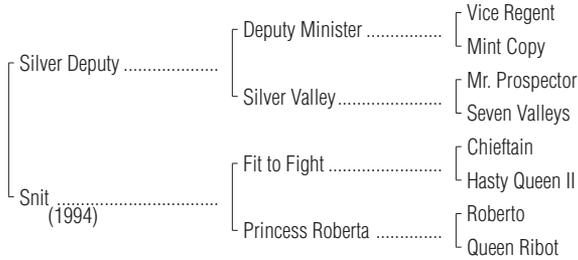 Vice Regent
Deputy Minister ................
Mint Copy
Silver Deputy ....................
Mr. Prospector
Silver Valley......................
Seven Valleys
Chieftain
Fit to Fight ........................
Hasty Queen II
Snit ..................................
(1994)
Roberto
Princess Roberta ..............
Queen Ribot